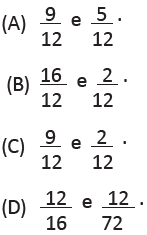 (A) 9/12 e 5/12 .
(B) 16/12 e 2/12 .
(C) 9/12 e 2/12 .
(D) 12/16 e 12/72 .